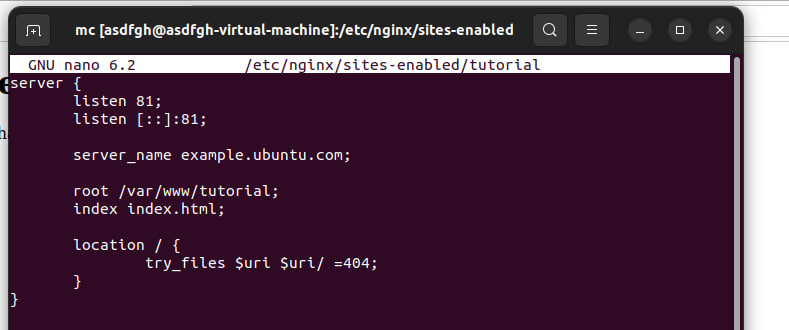 mc [asdfgh@asdfgh-virtual-machine]:/etc/nginx/sites-enabled
GNU nano 6.2 /etc/nginx/sites-enabled/tutorial
server {
listen 81;
listen [::]:81;
server_name example.ubuntu.com;
root /var/www/tutorial;
index index.html;
location / {
try_files $uri $uri/ =404;
}
}